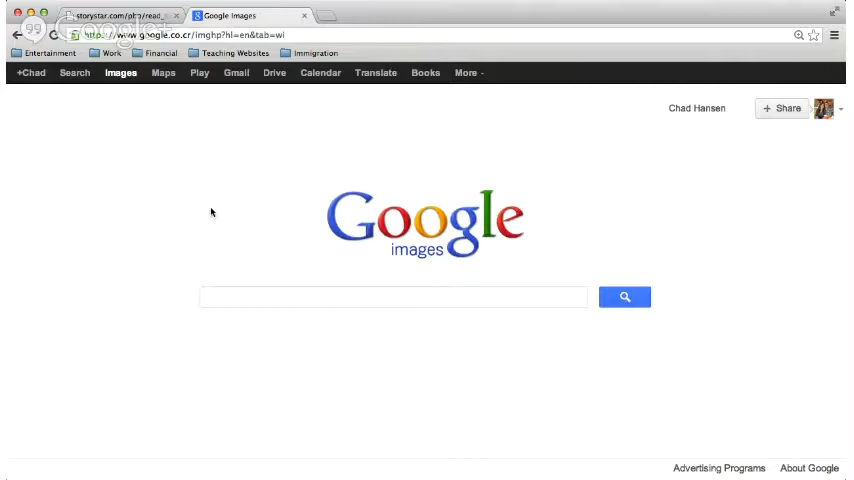 storystar.com/php/read_
Google Images
Google+
https://www.google.co.cr/imghp?hl=en&tab=wi
Entertainment Work Financial Teaching Websites Immigration
+Chad Search Images Maps Play Gmail Drive Calendar Translate Books More
Chad Hansen + Share
Google
images
Advertising Programs About Google